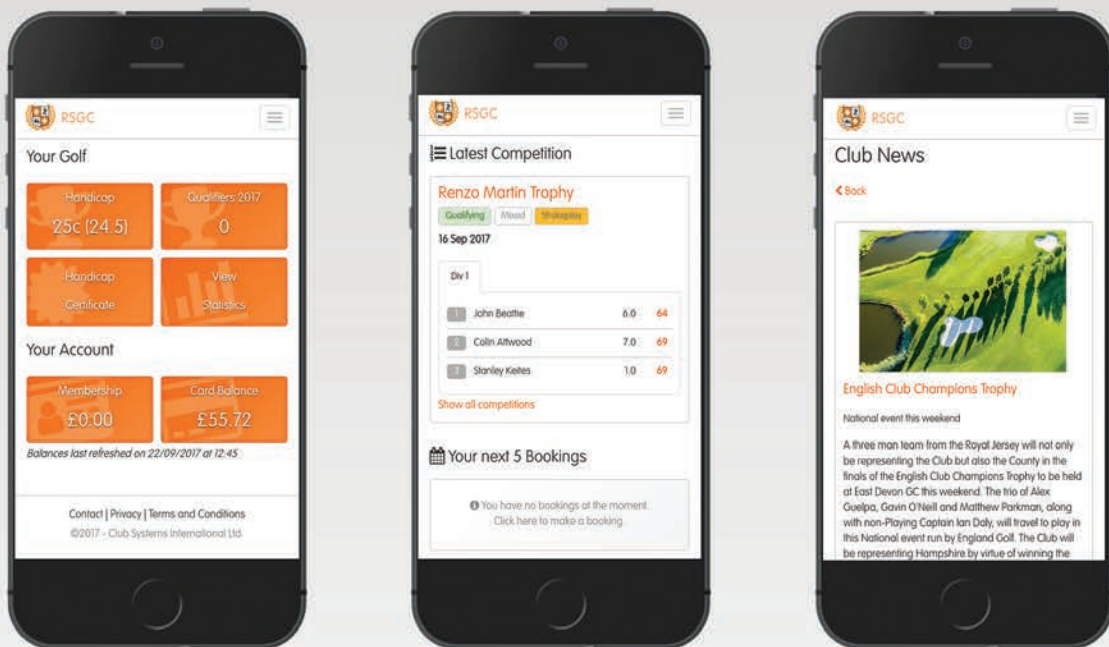 RSGC
Your Golf
Handicap
25c (24.5)
Qualifiers 2017
0
Handicap
Certificate
View
Statistics
Your Account
Membership
£0.00
Card Balance
£55.72
Balances last refreshed on 22/09/2017 at 12:45
Contact | Privacy | Terms and Conditions
©2017 - Club Systems International Ltd
RSGC
Latest Competition
Renzo Martin Trophy
Qualifying Mixed Strokeplay
16 Sep 2017
Div 1
1 John Beattie 6.0 64
2 Colin Attwood 7.0 69
3 Stanley Keites 1.0 69
Show all competitions
Your next 5 Bookings
You have no bookings at the moment.
Click here to make a booking.
RSGC
Club News
Back
English Club Champions Trophy
National event this weekend
A three man team from the Royal Jersey will not only
be representing the Club but also the County in the
finals of the English Club Champions Trophy to be held
at East Devon GC this weekend. The trio of Alex
Guelpa, Gavin O'Neill and Matthew Parkman, along
with non-Playing Captain Ian Daly, will travel to play in
this National event run by England Golf. The Club will
be representing Hampshire by virtue of winning the